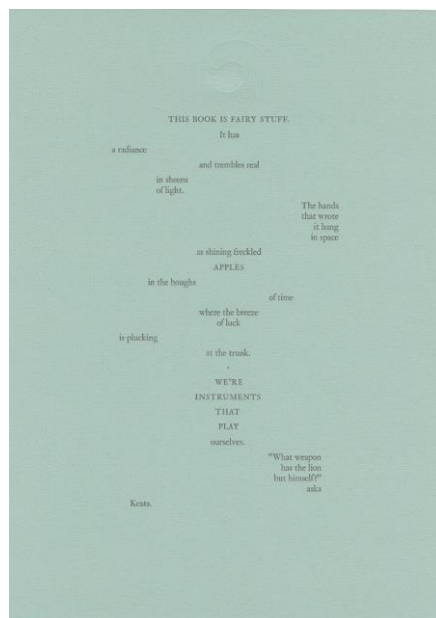 THIS BOOK IS FAIRY STUFF.
It has
a radiance
and trembles real
in sheens
of light.
The hands
that wrote
it hang
in space
as shining freckled
APPLES
in the boughs
of time
where the breeze
of luck
is plucking
at the trunk.
•
WE'RE
INSTRUMENTS
THAT
PLAY
ourselves.
"What weapon
has the lion
but himself?"
asks
Keats.